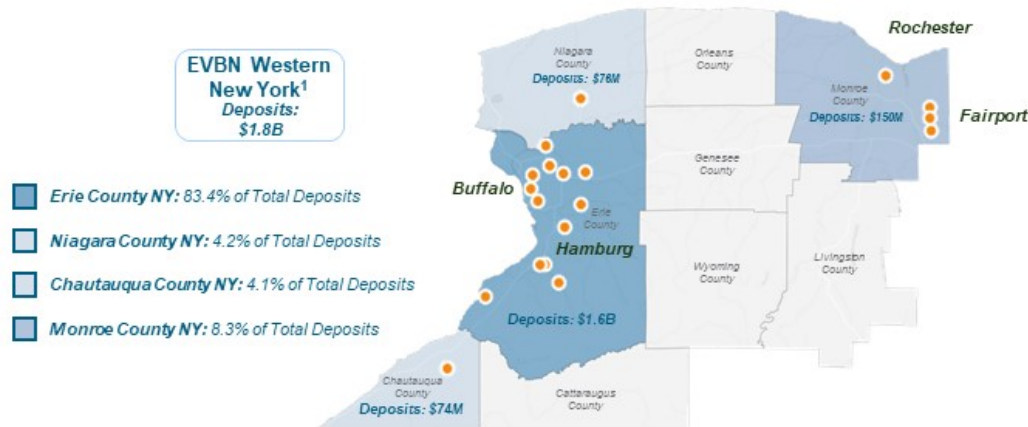 EVBN Western
New York¹
Deposits:
$1.8B
Erie County NY: 83.4% of Total Deposits
Niagara County NY: 4.2% of Total Deposits
Chautauqua County NY: 4.1% of Total Deposits
Monroe County NY: 8.3% of Total Deposits
Niagara
County
Deposits: $76M
Orleans
County
Rochester
Monroe
County
Deposits: $150M
Fairport
Genesee
County
Buffalo
Erie
County
Hamburg
Wyoming
County
Livingston
County
Deposits: $1.6B
Chautauqua
County
Deposits: $74M
Cattaraugus
County